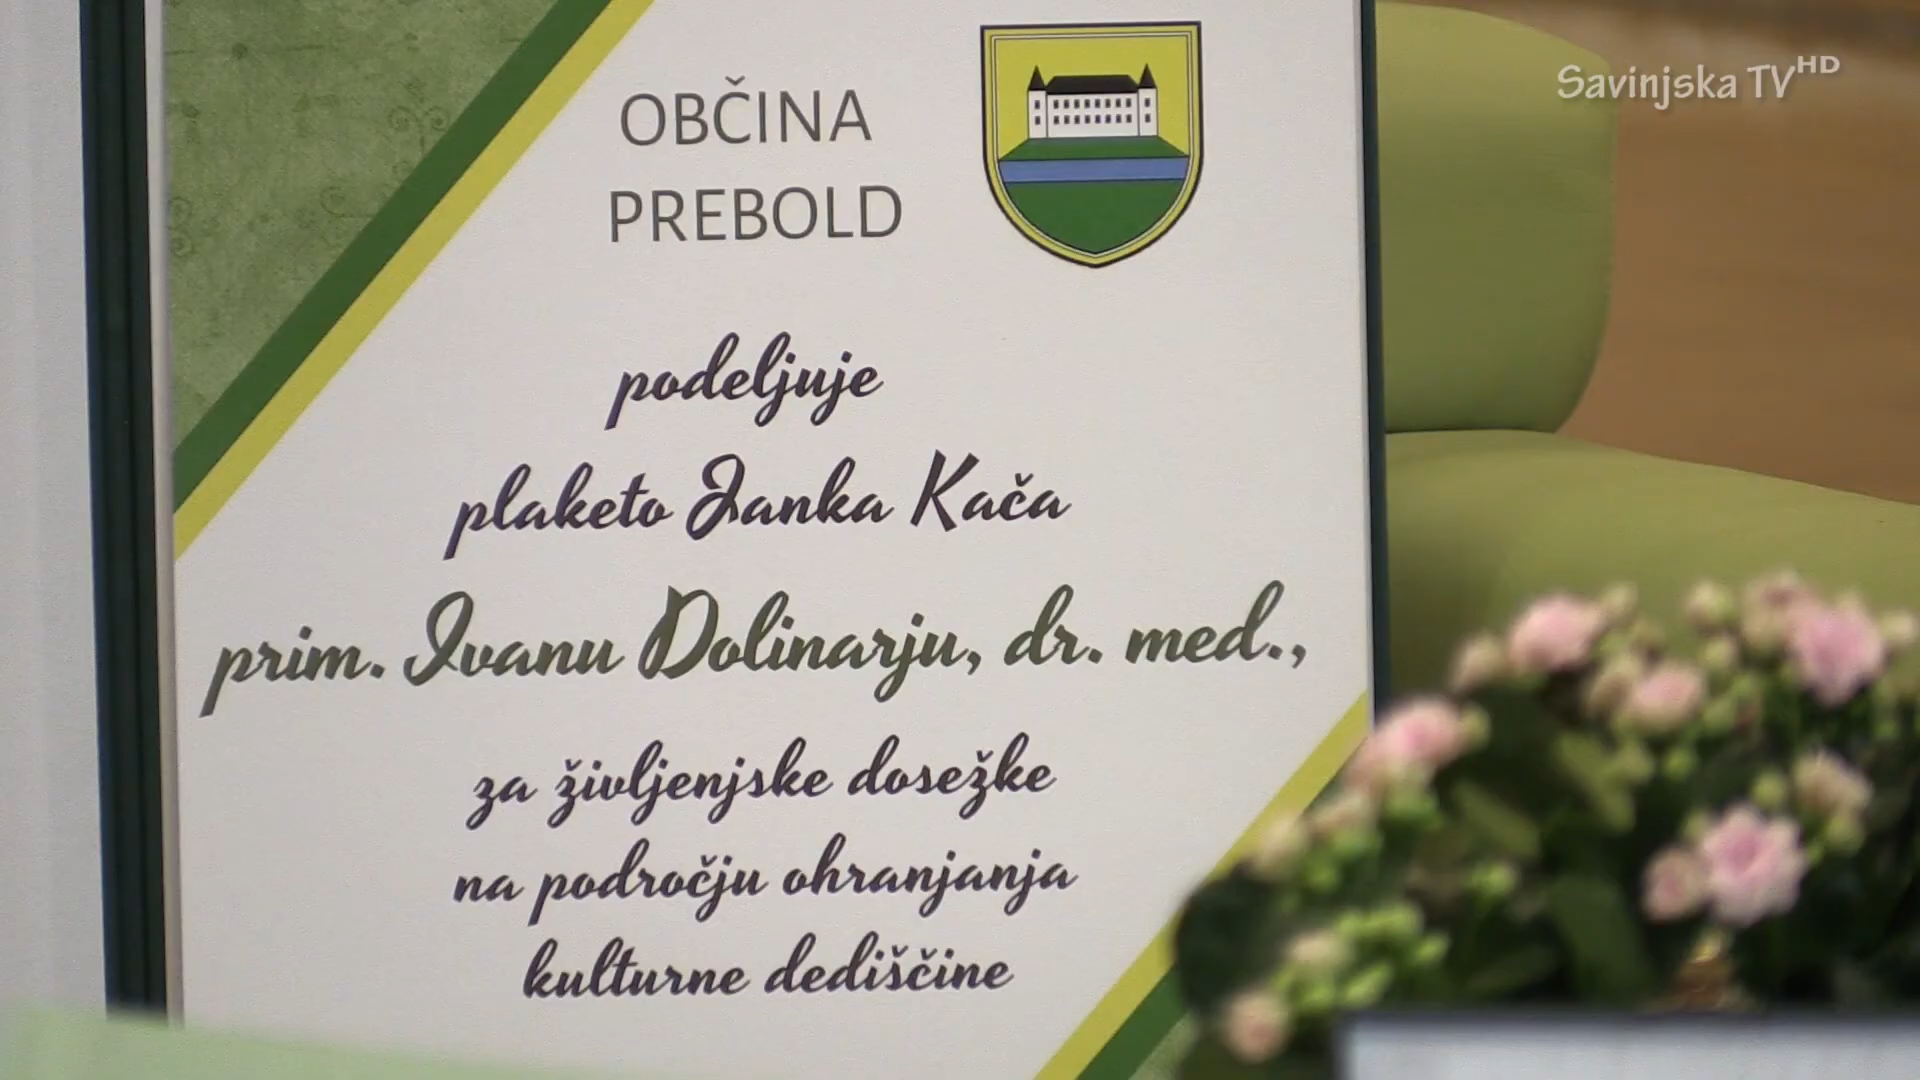 Savinjska TV HD
OBČINA
PREBOLD
podeljuje
plaketo Janka Kača
prim. Ivanu Dolinarju, dr. med.,
za življenjske dosežke
na področju ohranjanja
kulturne dediščine